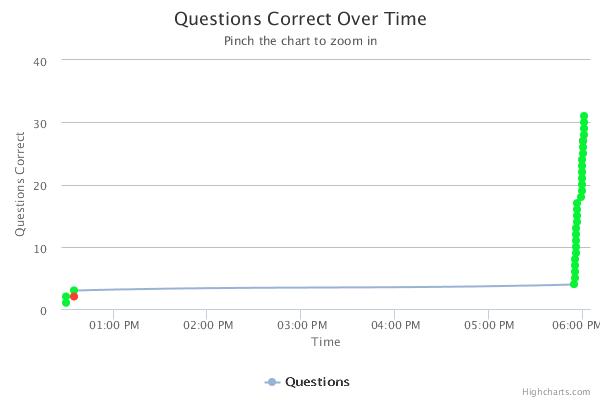 Questions Correct Over Time
Pinch the chart to zoom in
Questions Correct
40
30
20
10
0
01:00 PM 02:00 PM 03:00 PM 04:00 PM 05:00 PM 06:00 PM
Time
Questions
Highcharts.com